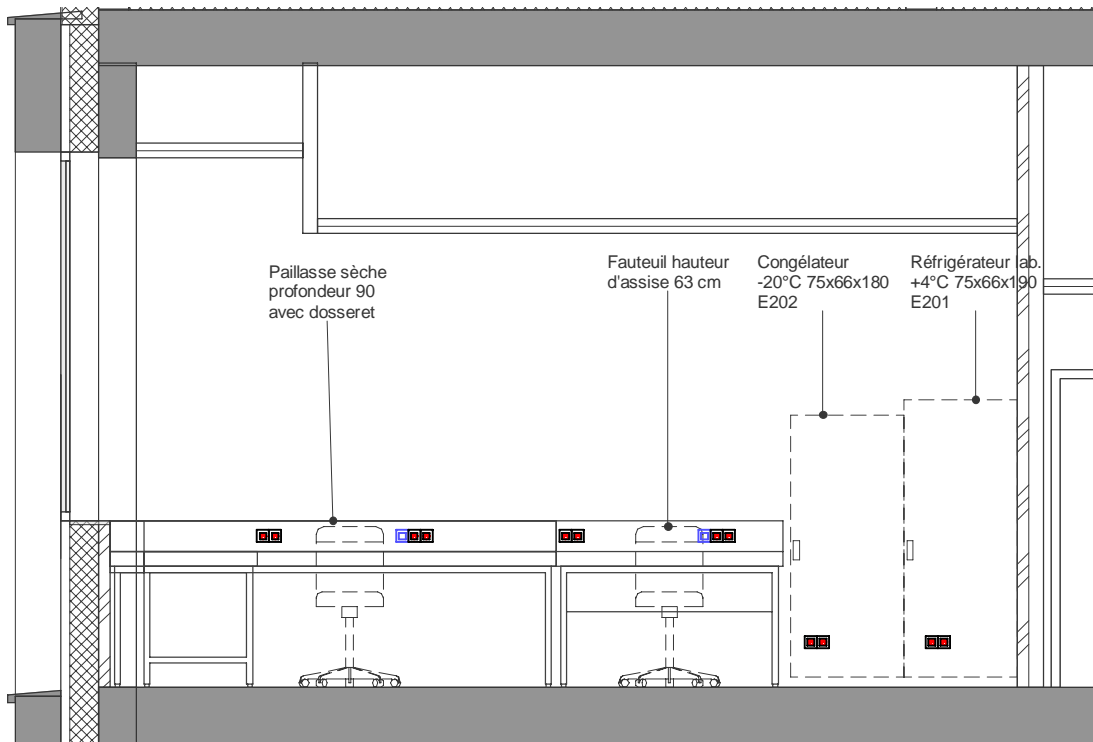 Paillasse sèche
profondeur 90
avec dosseret
Fauteuil hauteur
d'assise 63 cm
Congélateur
-20°C 75x66x180
E202
Réfrigérateur lab.
+4°C 75x66x190
E201